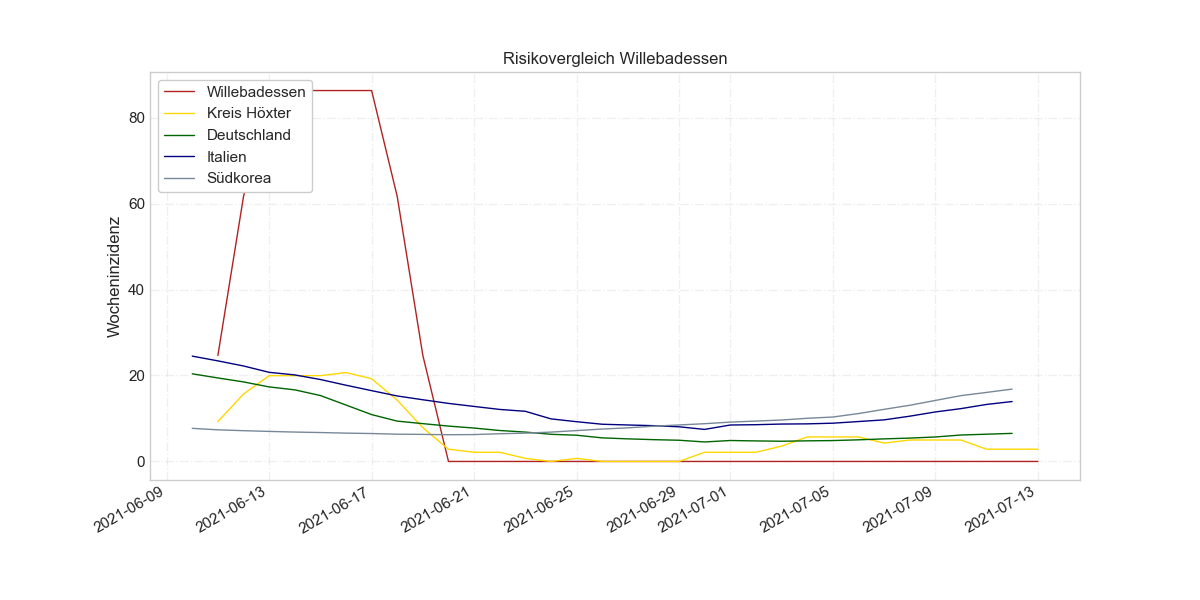 Risikovergleich Willebadessen
Willebadessen
Kreis Höxter
Deutschland
Italien
Südkorea
Wocheninzidenz
80
60
40
20
0
2021-06-09
2021-06-13
2021-06-17
2021-06-21
2021-06-25
2021-06-29
2021-07-01
2021-07-05
2021-07-09
2021-07-13